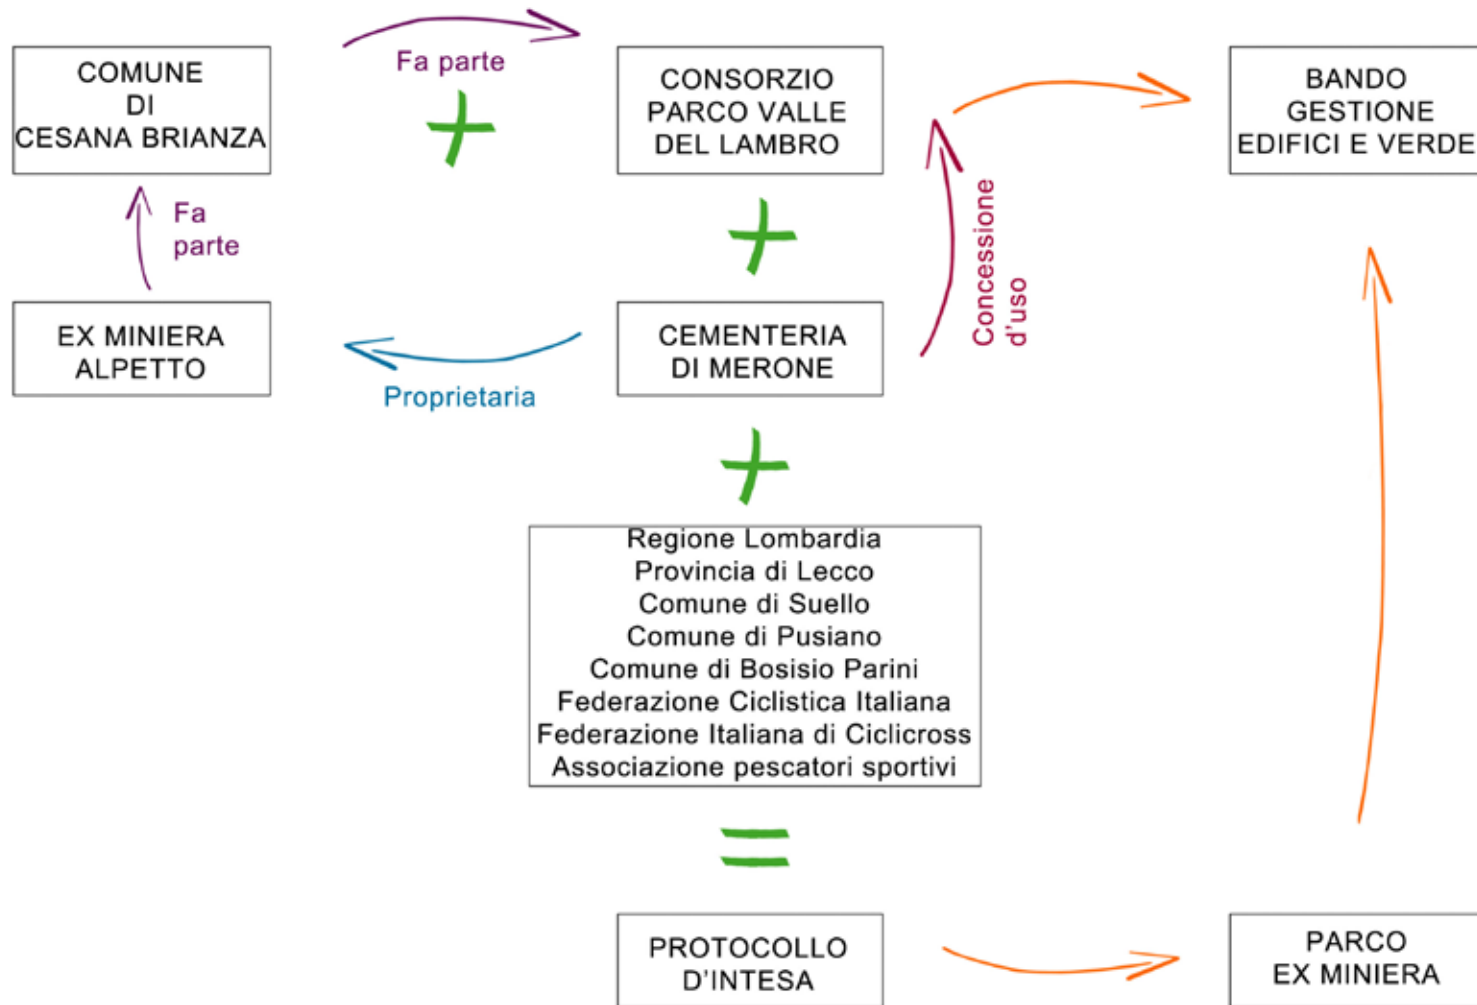 COMUNE
DI
CESANA BRIANZA
Fa parte
CONSORZIO
PARCO VALLE
DEL LAMBRO
BANDO
GESTIONE
EDIFICI E VERDE
Fa
parte
Concessione
d'uso
EX MINIERA
ALPETTO
Proprietaria
CEMENTERIA
DI MERONE
Regione Lombardia
Provincia di Lecco
Comune di Suello
Comune di Pusiano
Comune di Bosisio Parini
Federazione Ciclistica Italiana
Federazione Italiana di Ciclicross
Associazione pescatori sportivi
PROTOCOLLO
D'INTESA
PARCO
EX MINIERA